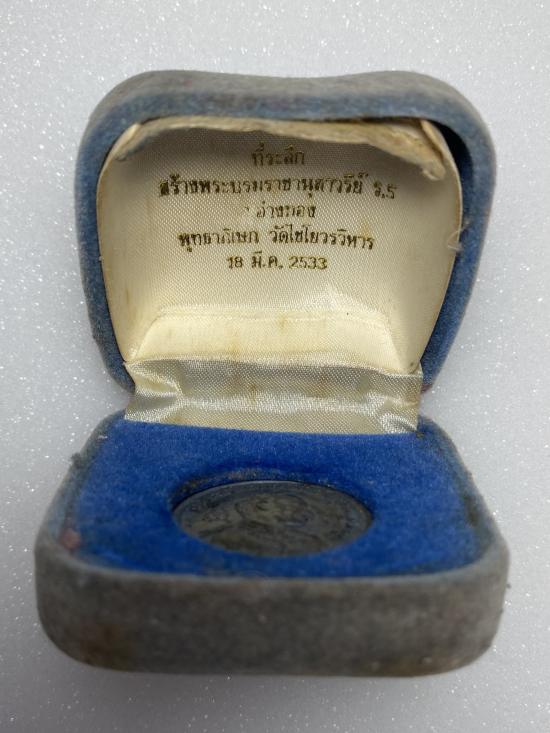 ที่ระลึก
สร้างพระบรมราชานุสาวรีย์ ร.5
อ่างทอง
พุทธาภิเษก วัดไชโยวรวิหาร
18 มี.ค. 2533